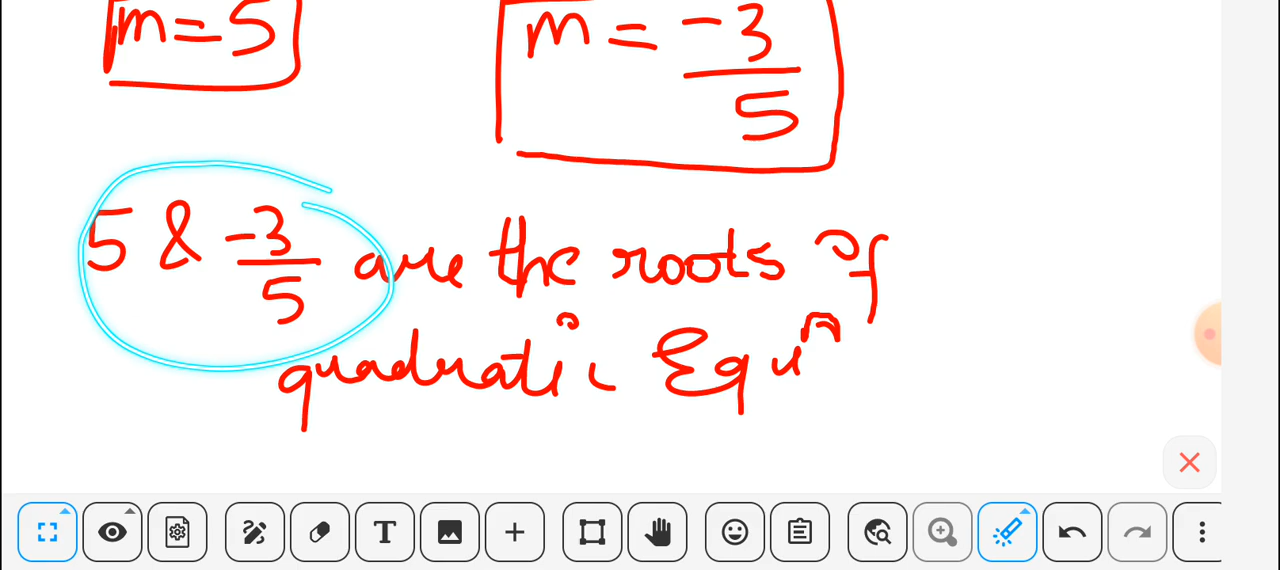 m = 5
m = -3/5
5 & -3/5 are the roots of
quadratic Equn
T